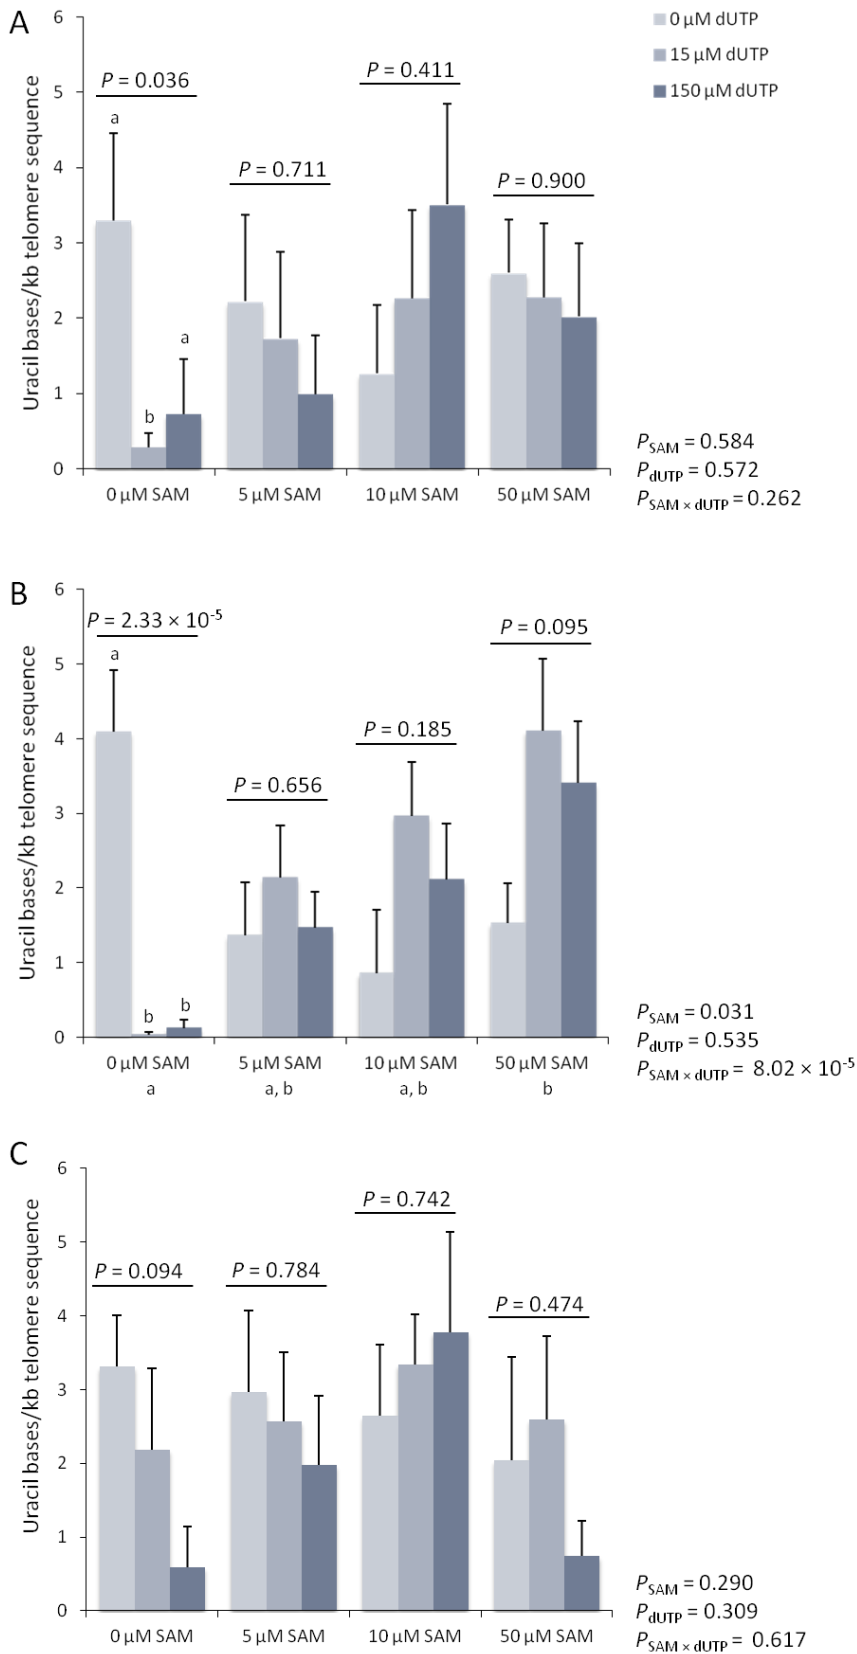 A
0 µM dUTP
15 µM dUTP
150 µM dUTP
Uracil bases/kb telomere sequence
6
5
4
3
2
1
0
P = 0.036
P = 0.711
P = 0.411
P = 0.900
a
b
a
0 µM SAM
5 µM SAM
10 µM SAM
50 µM SAM
PSAM = 0.584
PdUTP = 0.572
PSAM × dUTP = 0.262
B
Uracil bases/kb telomere sequence
6
5
4
3
2
1
0
P = 2.33 × 10-5
P = 0.656
P = 0.185
P = 0.095
a
b
b
0 µM SAM
5 µM SAM
10 µM SAM
50 µM SAM
a
a, b
a, b
b
PSAM = 0.031
PdUTP = 0.535
PSAM × dUTP = 8.02 × 10-5
C
Uracil bases/kb telomere sequence
6
5
4
3
2
1
0
P = 0.094
P = 0.784
P = 0.742
P = 0.474
0 µM SAM
5 µM SAM
10 µM SAM
50 µM SAM
PSAM = 0.290
PdUTP = 0.309
PSAM × dUTP = 0.617